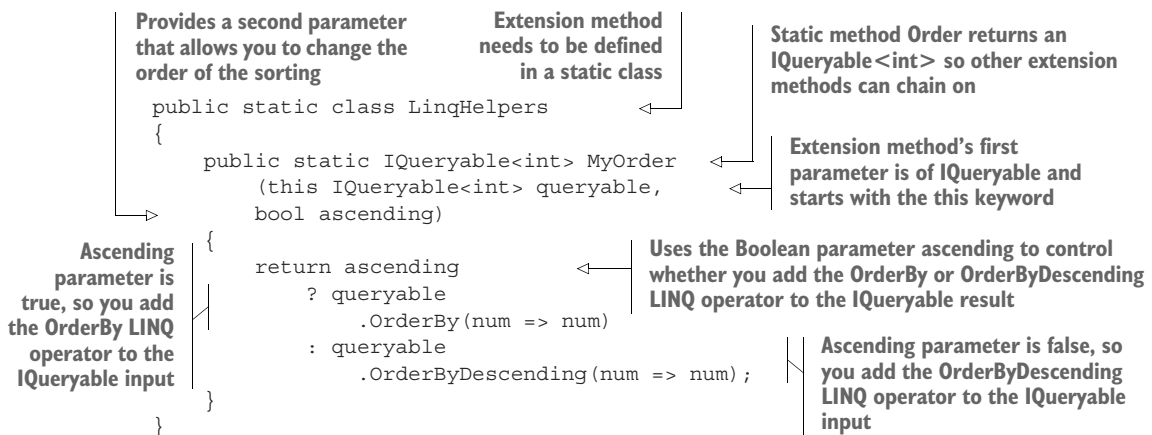 Provides a second parameter
that allows you to change the
order of the sorting
Extension method
needs to be defined
in a static class
Static method Order returns an
IQueryable<int> so other extension
methods can chain on
public static class LinqHelpers
{
public static IQueryable<int> MyOrder
(this IQueryable<int> queryable,
bool ascending)
Extension method's first
parameter is of IQueryable and
starts with the this keyword
{
Ascending
parameter is
true, so you add
the OrderBy LINQ
operator to the
IQueryable input
return ascending
? queryable
.OrderBy(num => num)
: queryable
.OrderByDescending(num => num);
Uses the Boolean parameter ascending to control
whether you add the OrderBy or OrderByDescending
LINQ operator to the IQueryable result
Ascending parameter is false, so
you add the OrderByDescending
LINQ operator to the IQueryable
input
}
}